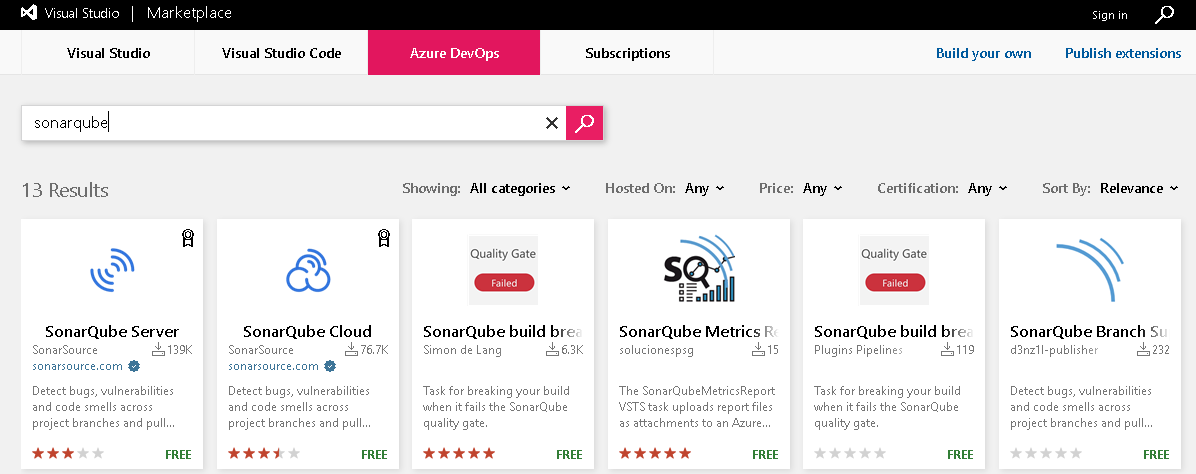 Visual Studio | Marketplace
Sign in
Visual Studio
Visual Studio Code
Azure DevOps
Subscriptions
Build your own
Publish extensions
sonarqube
13 Results
Showing: All categories
Hosted On: Any
Price: Any
Certification: Any
Sort By: Relevance
SonarQube Server
SonarSource 139K
sonarsource.com
Detect bugs, vulnerabilities
and code smells across
project branches and pull...
FREE
SonarQube Cloud
SonarSource 76.7K
sonarsource.com
Detect bugs, vulnerabilities
and code smells across
project branches and pull...
FREE
Quality Gate
Failed
SonarQube build brea
Simon de Lang 6.3K
Task for breaking your build
when it fails the SonarQube
quality gate.
FREE
SQ
SonarQube Metrics Re
solucionespsg 15
The SonarQubeMetricsReport
VSTS task uploads report files
as attachments to an Azure...
FREE
Quality Gate
Failed
SonarQube build brea
Plugins Pipelines 119
Task for breaking your build
when it fails the SonarQube
quality gate.
FREE
SonarQube Branch Su
d3nz1l-publisher 232
Detect bugs, vulnerabilities
and code smells across
project branches and pull...
FREE